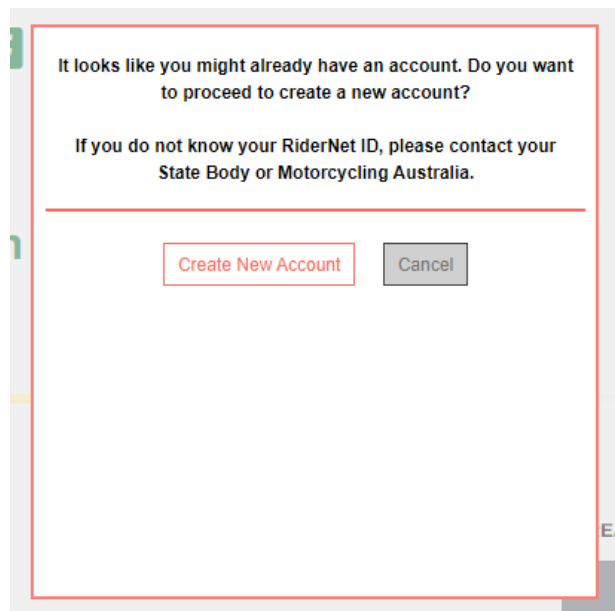 It looks like you might already have an account. Do you want
to proceed to create a new account?
If you do not know your RiderNet ID, please contact your
State Body or Motorcycling Australia.
Create New Account
Cancel